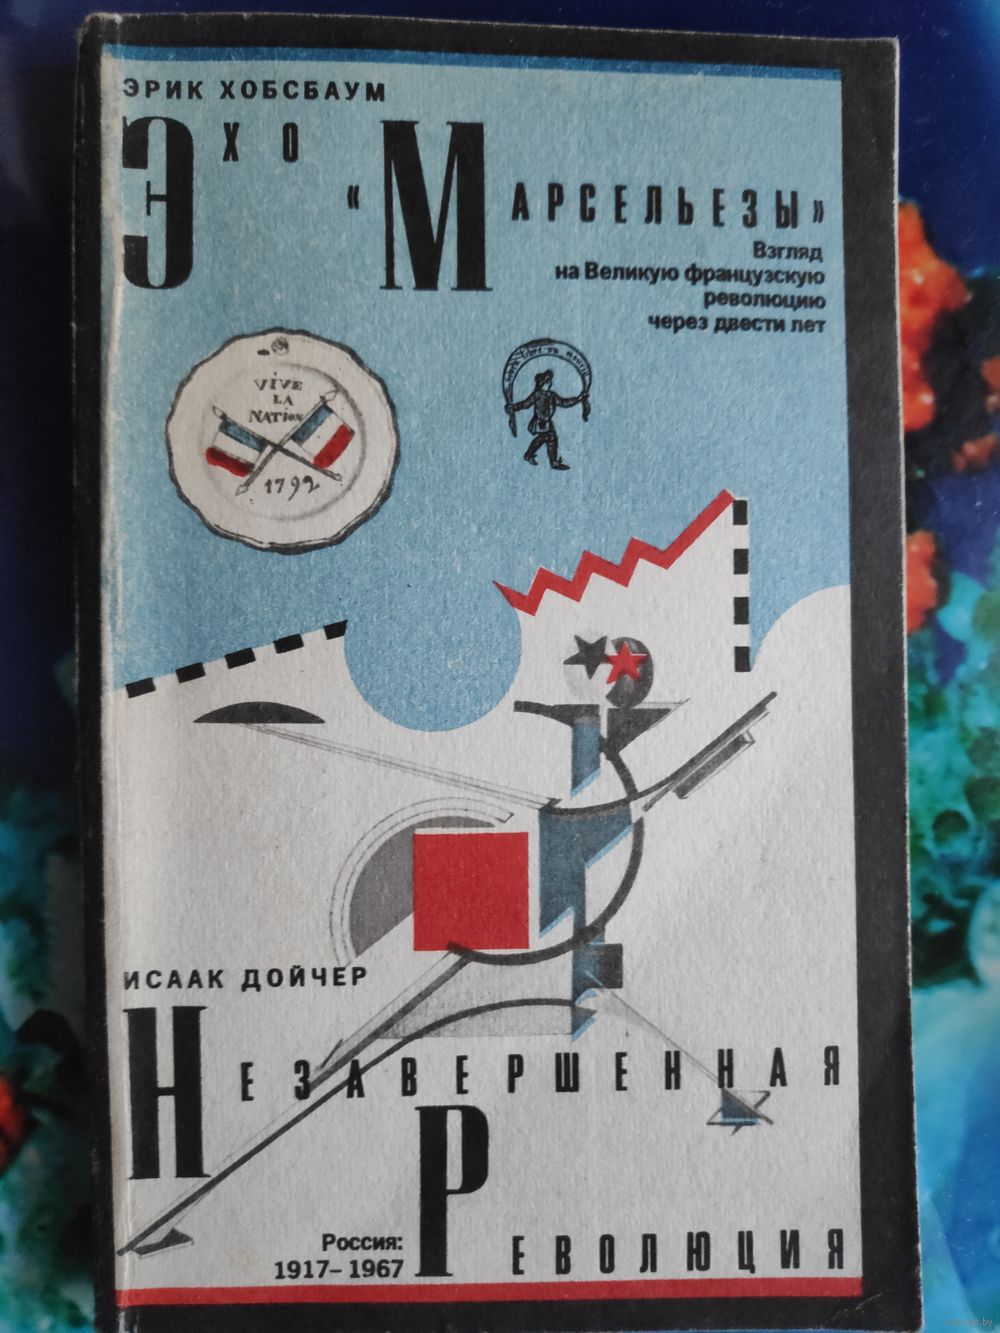 ЭРИК ХОБСБАУМ
ЭХО
«МАРСЕЛЬЕЗЫ»
Взгляд
на Великую французскую
революцию
через двести лет
VIVE
LA
NATION
1792
ИСААК ДОЙЧЕР
НЕЗАВЕРШЕННАЯ
РЕВОЛЮЦИЯ
Россия:
1917–1967